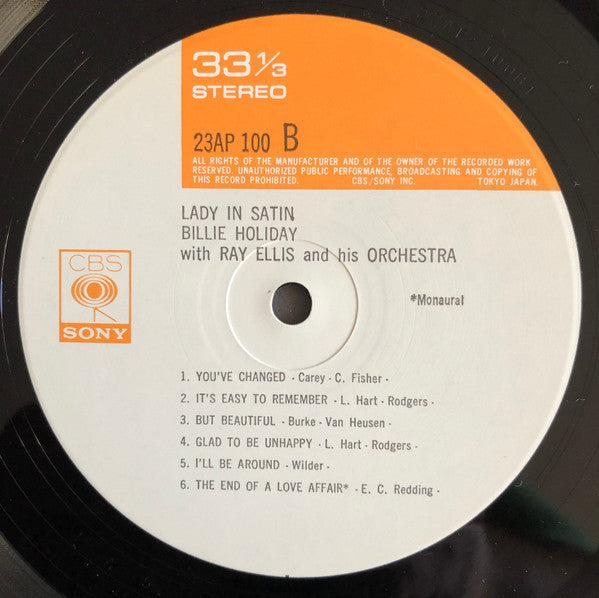 33 1/3
STEREO
23AP 100 B
ALL RIGHTS OF THE MANUFACTURER AND OF THE OWNER OF THE RECORDED WORK
RESERVED. UNAUTHORIZED PUBLIC PERFORMANCE, BROADCASTING AND COPYING OF
THIS RECORD PROHIBITED. CBS/SONY INC. TOKYO JAPAN.
LADY IN SATIN
BILLIE HOLIDAY
with RAY ELLIS and his ORCHESTRA
CBS
SONY
*Monaural
1. YOU'VE CHANGED - Carey - C. Fisher -
2. IT'S EASY TO REMEMBER - L. Hart - Rodgers -
3. BUT BEAUTIFUL - Burke - Van Heusen -
4. GLAD TO BE UNHAPPY - L. Hart - Rodgers -
5. I'LL BE AROUND - Wilder -
6. THE END OF A LOVE AFFAIR* - E. C. Redding -